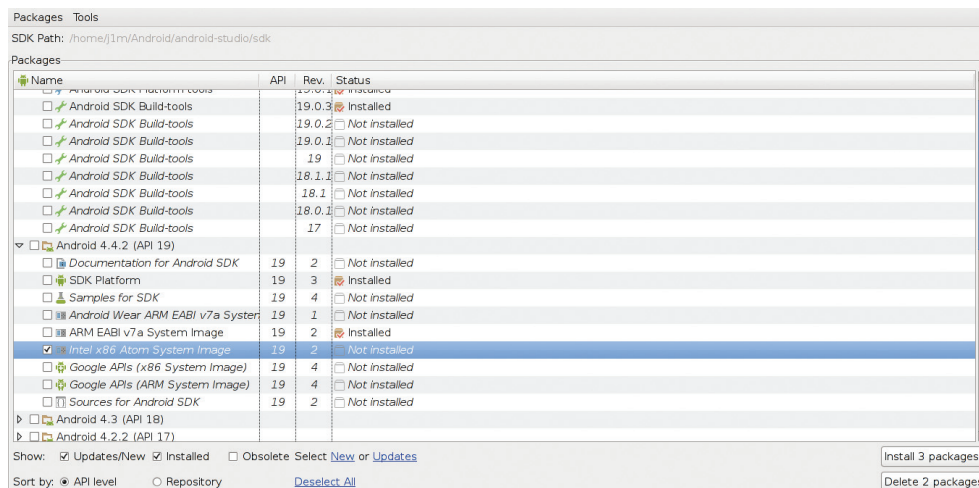 Packages Tools
SDK Path: /home/j1m/Android/android-studio/sdk
Packages
Name API Rev. Status
Android SDK Platform-tools 19.0.1 Installed
Android SDK Build-tools 19.0.3 Installed
Android SDK Build-tools 19.0.2 Not installed
Android SDK Build-tools 19.0.1 Not installed
Android SDK Build-tools 19 Not installed
Android SDK Build-tools 18.1.1 Not installed
Android SDK Build-tools 18.1 Not installed
Android SDK Build-tools 18.0.1 Not installed
Android SDK Build-tools 17 Not installed
Android 4.4.2 (API 19)
Documentation for Android SDK 19 2 Not installed
SDK Platform 19 3 Installed
Samples for SDK 19 4 Not installed
Android Wear ARM EABI v7a System 19 1 Not installed
ARM EABI v7a System Image 19 2 Installed
Intel x86 Atom System Image 19 2 Not installed
Google APIs (x86 System Image) 19 4 Not installed
Google APIs (ARM System Image) 19 4 Not installed
Sources for Android SDK 19 2 Not installed
Android 4.3 (API 18)
Android 4.2.2 (API 17)
Show: Updates/New Installed Obsolete Select New or Updates Install 3 packages
Sort by: API level Repository Deselect All Delete 2 package